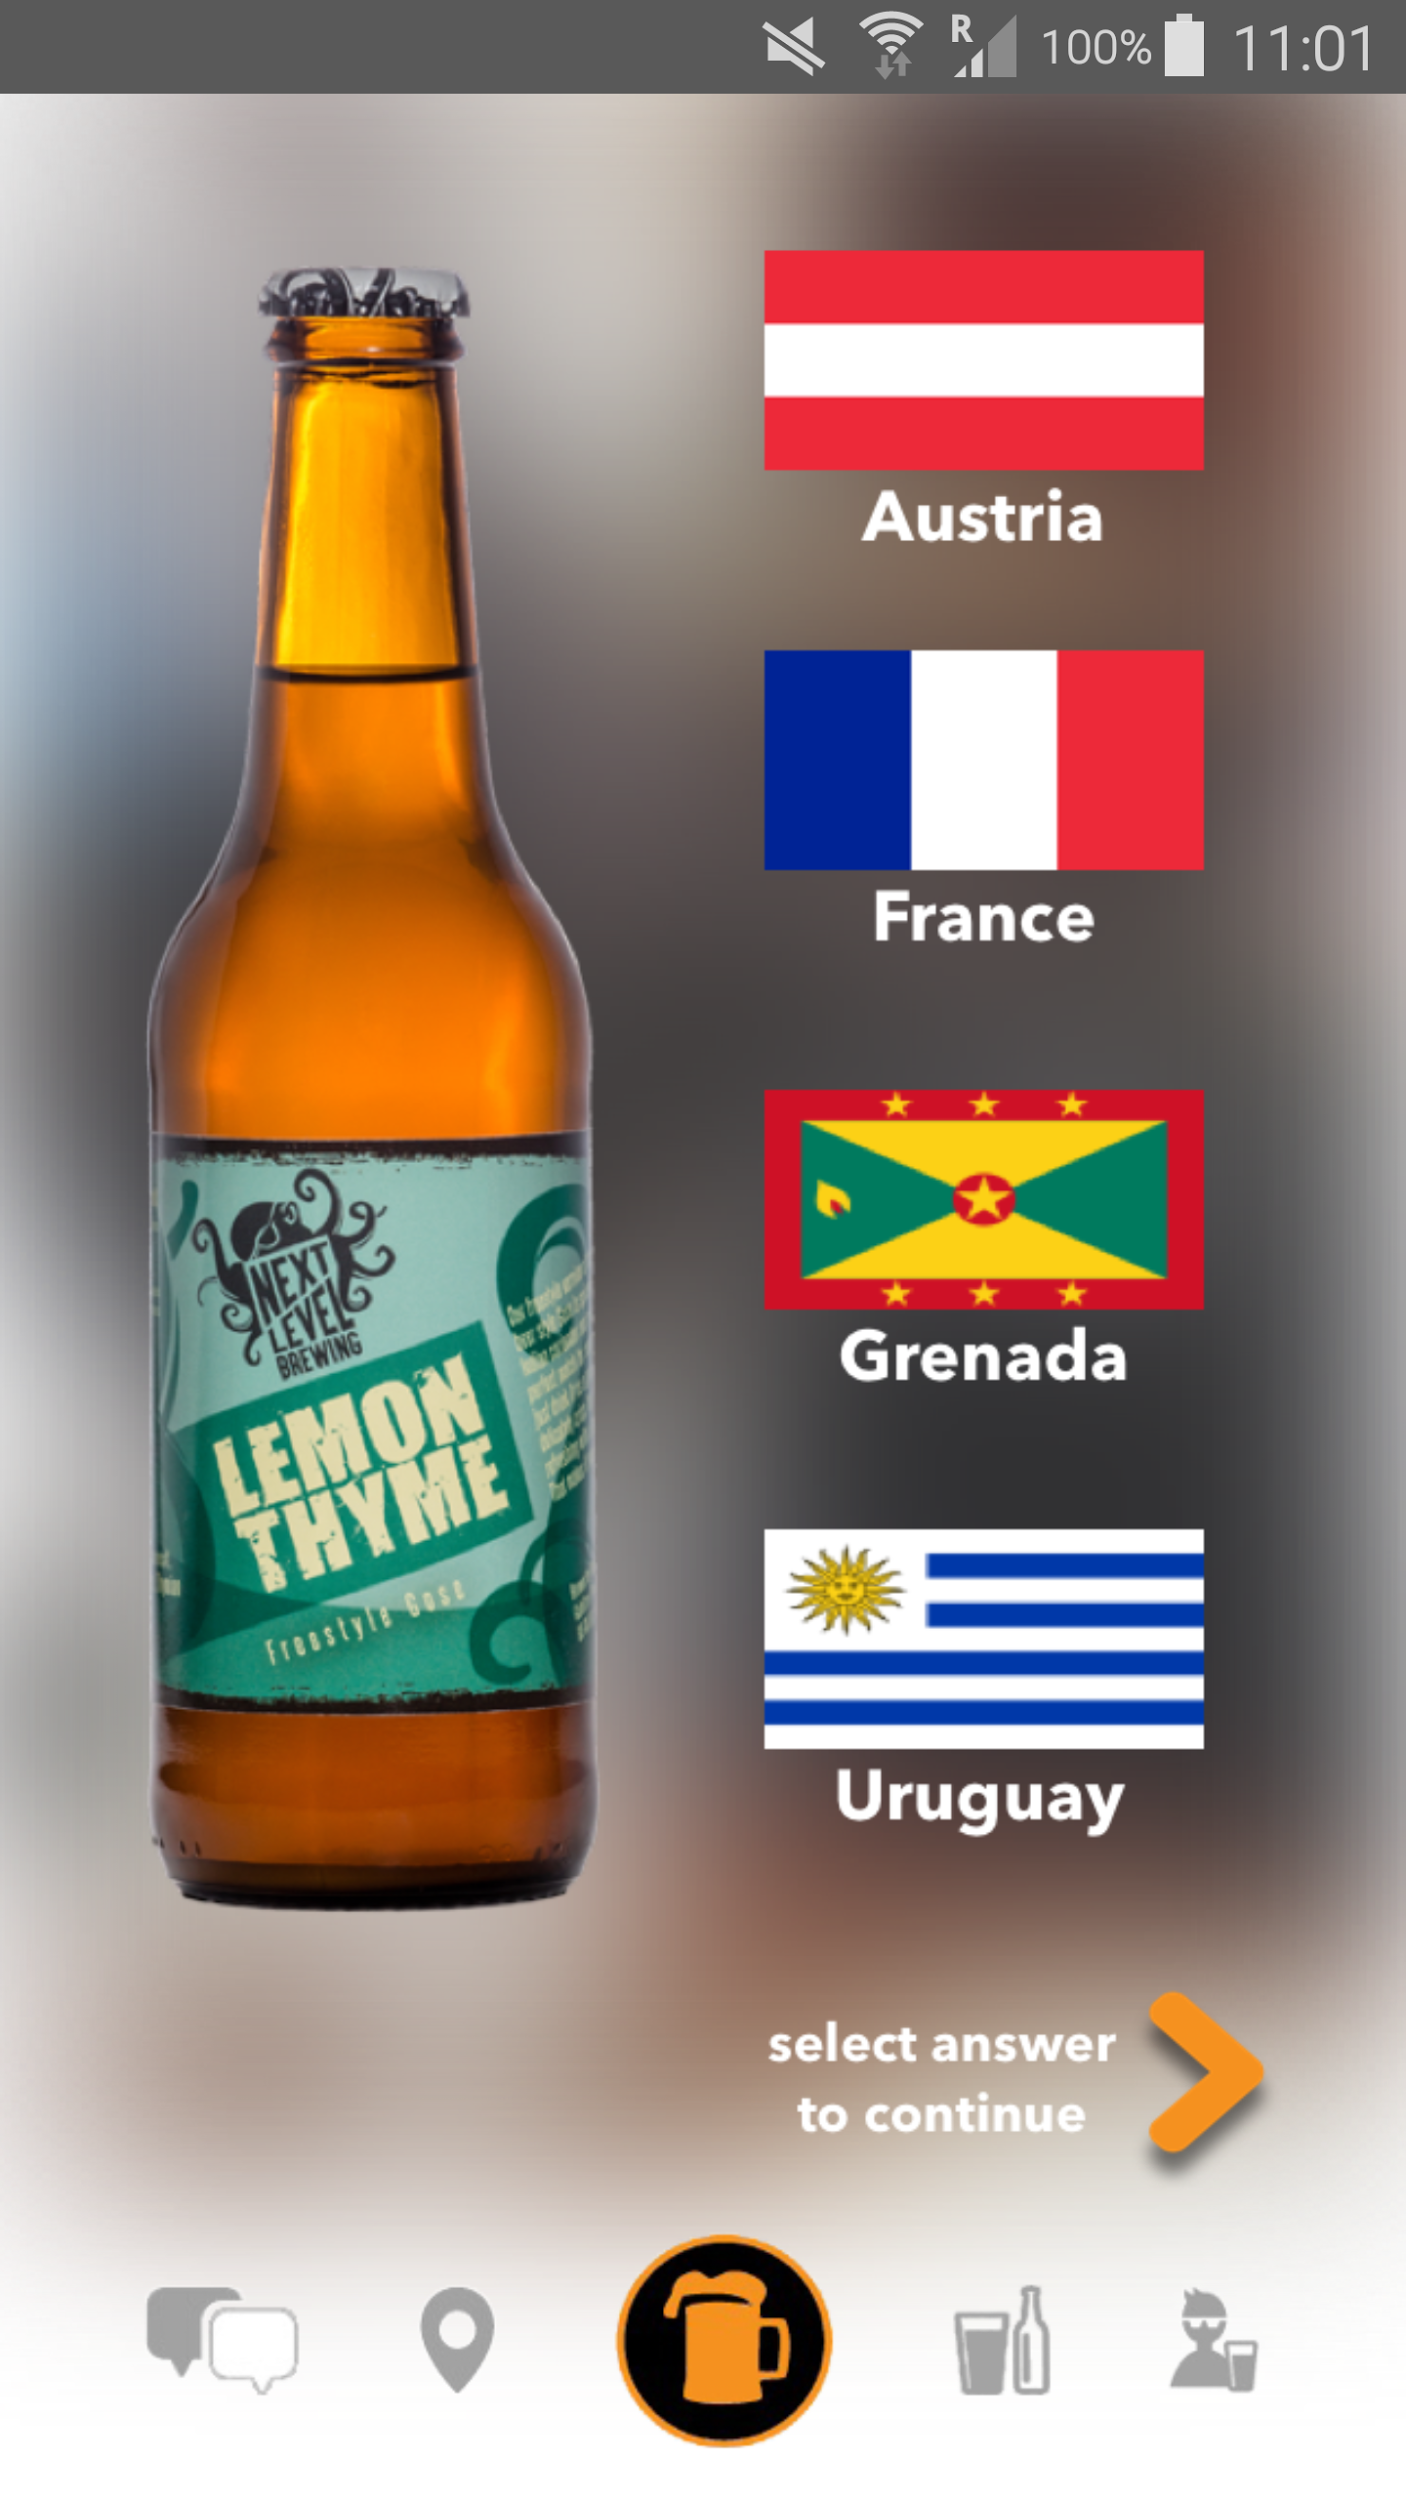 R 100% 11:01
Austria
France
Grenada
Uruguay
NEXT
LEVEL
BREWING
LEMON
THYME
Freestyle Gose
select answer
to continue